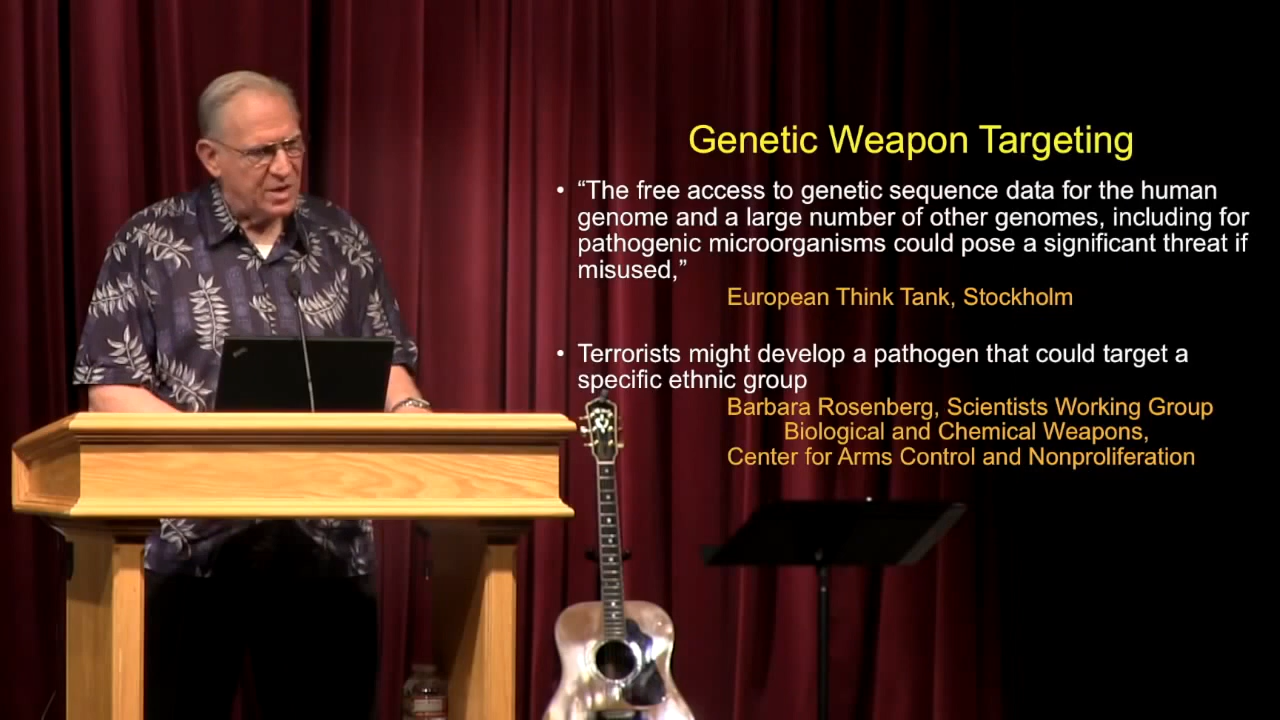 Genetic Weapon Targeting
• “The free access to genetic sequence data for the human
genome and a large number of other genomes, including for
pathogenic microorganisms could pose a significant threat if
misused,”
European Think Tank, Stockholm
• Terrorists might develop a pathogen that could target a
specific ethnic group
Barbara Rosenberg, Scientists Working Group
Biological and Chemical Weapons,
Center for Arms Control and Nonproliferation